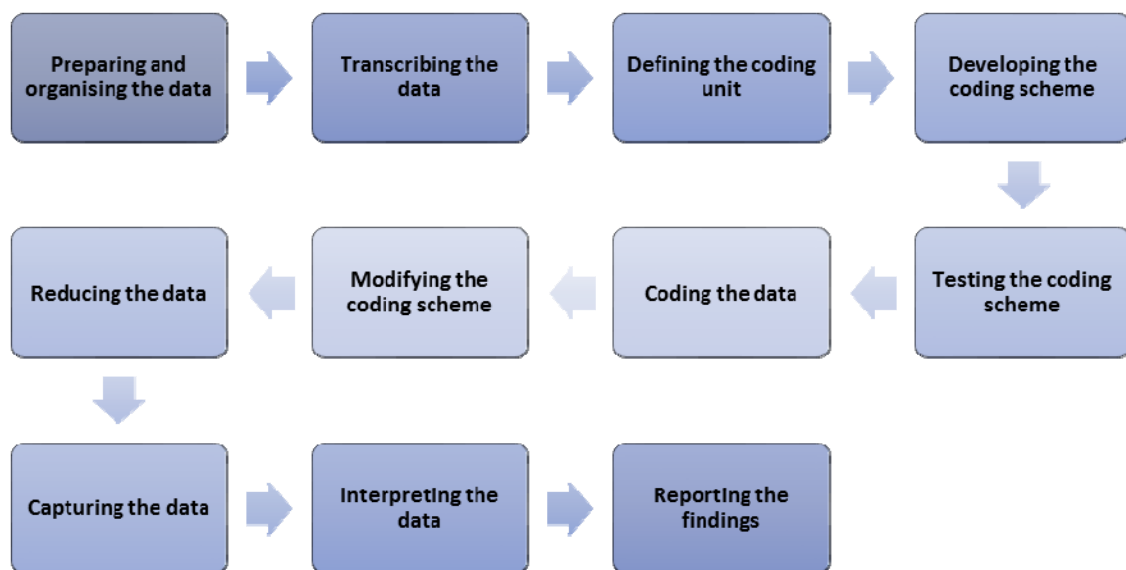 Preparing and
organising the data
Transcribing the
data
Defining the coding
unit
Developing the
coding scheme
Testing the coding
scheme
Coding the data
Modifying the
coding scheme
Reducing the data
Capturing the data
Interpreting the
data
Reporting the
findings